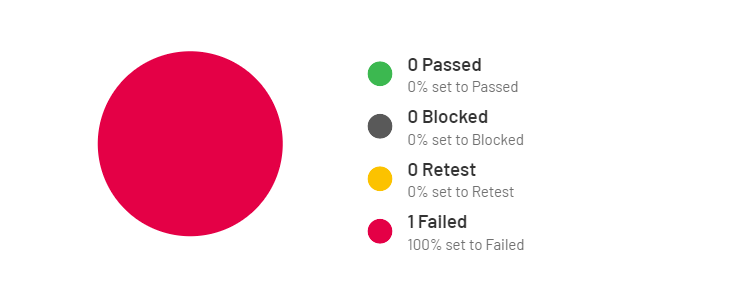 0 Passed
0% set to Passed
0 Blocked
0% set to Blocked
0 Retest
0% set to Retest
1 Failed
100% set to Failed